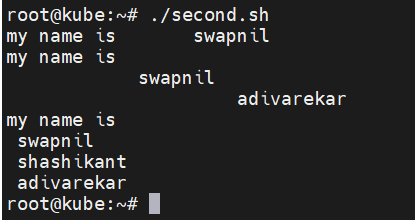 root@kube:~# ./second.sh
my name is       swapnil
my name is
            swapnil
                     adivarekar
my name is
 swapnil
 shashikant
 adivarekar
root@kube:~#